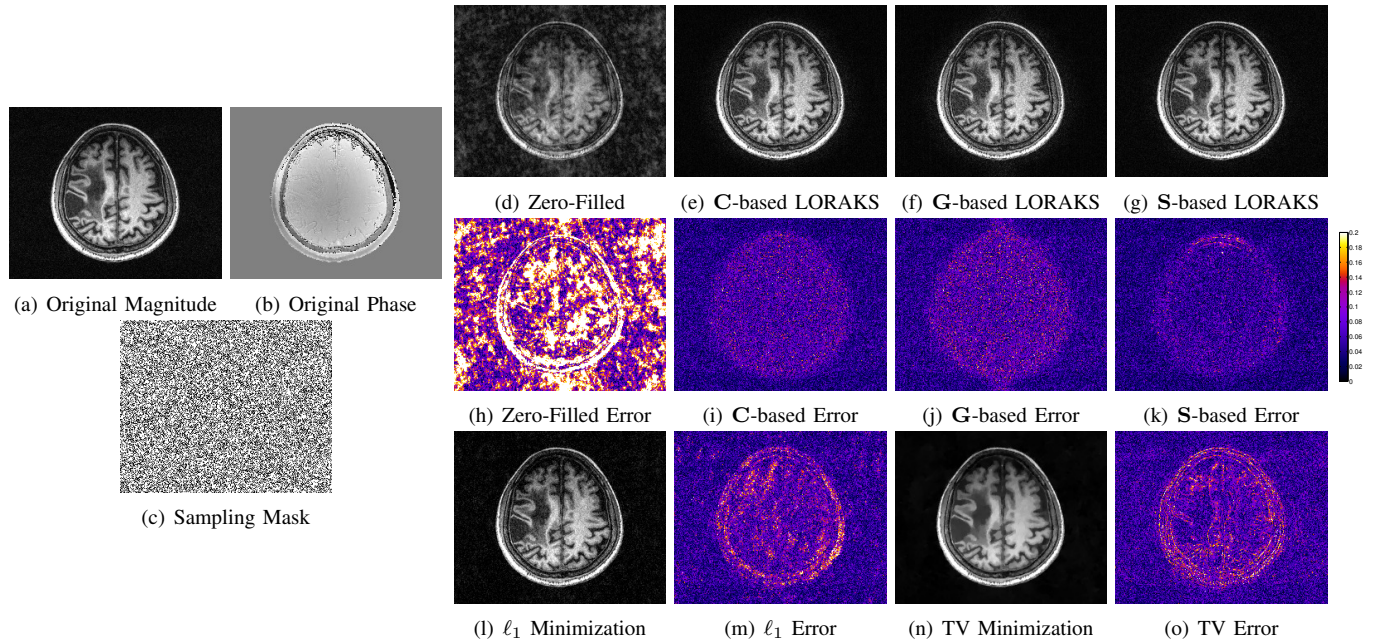 (d) Zero-Filled
(e) C-based LORAKS
(f) G-based LORAKS
(g) S-based LORAKS
(a) Original Magnitude
(b) Original Phase
0.2
0.18
0.16
0.14
0.12
0.1
0.08
0.06
0.04
0.02
0
(h) Zero-Filled Error
(i) C-based Error
(j) G-based Error
(k) S-based Error
(c) Sampling Mask
(l) ℓ1 Minimization
(m) ℓ1 Error
(n) TV Minimization
(o) TV Error